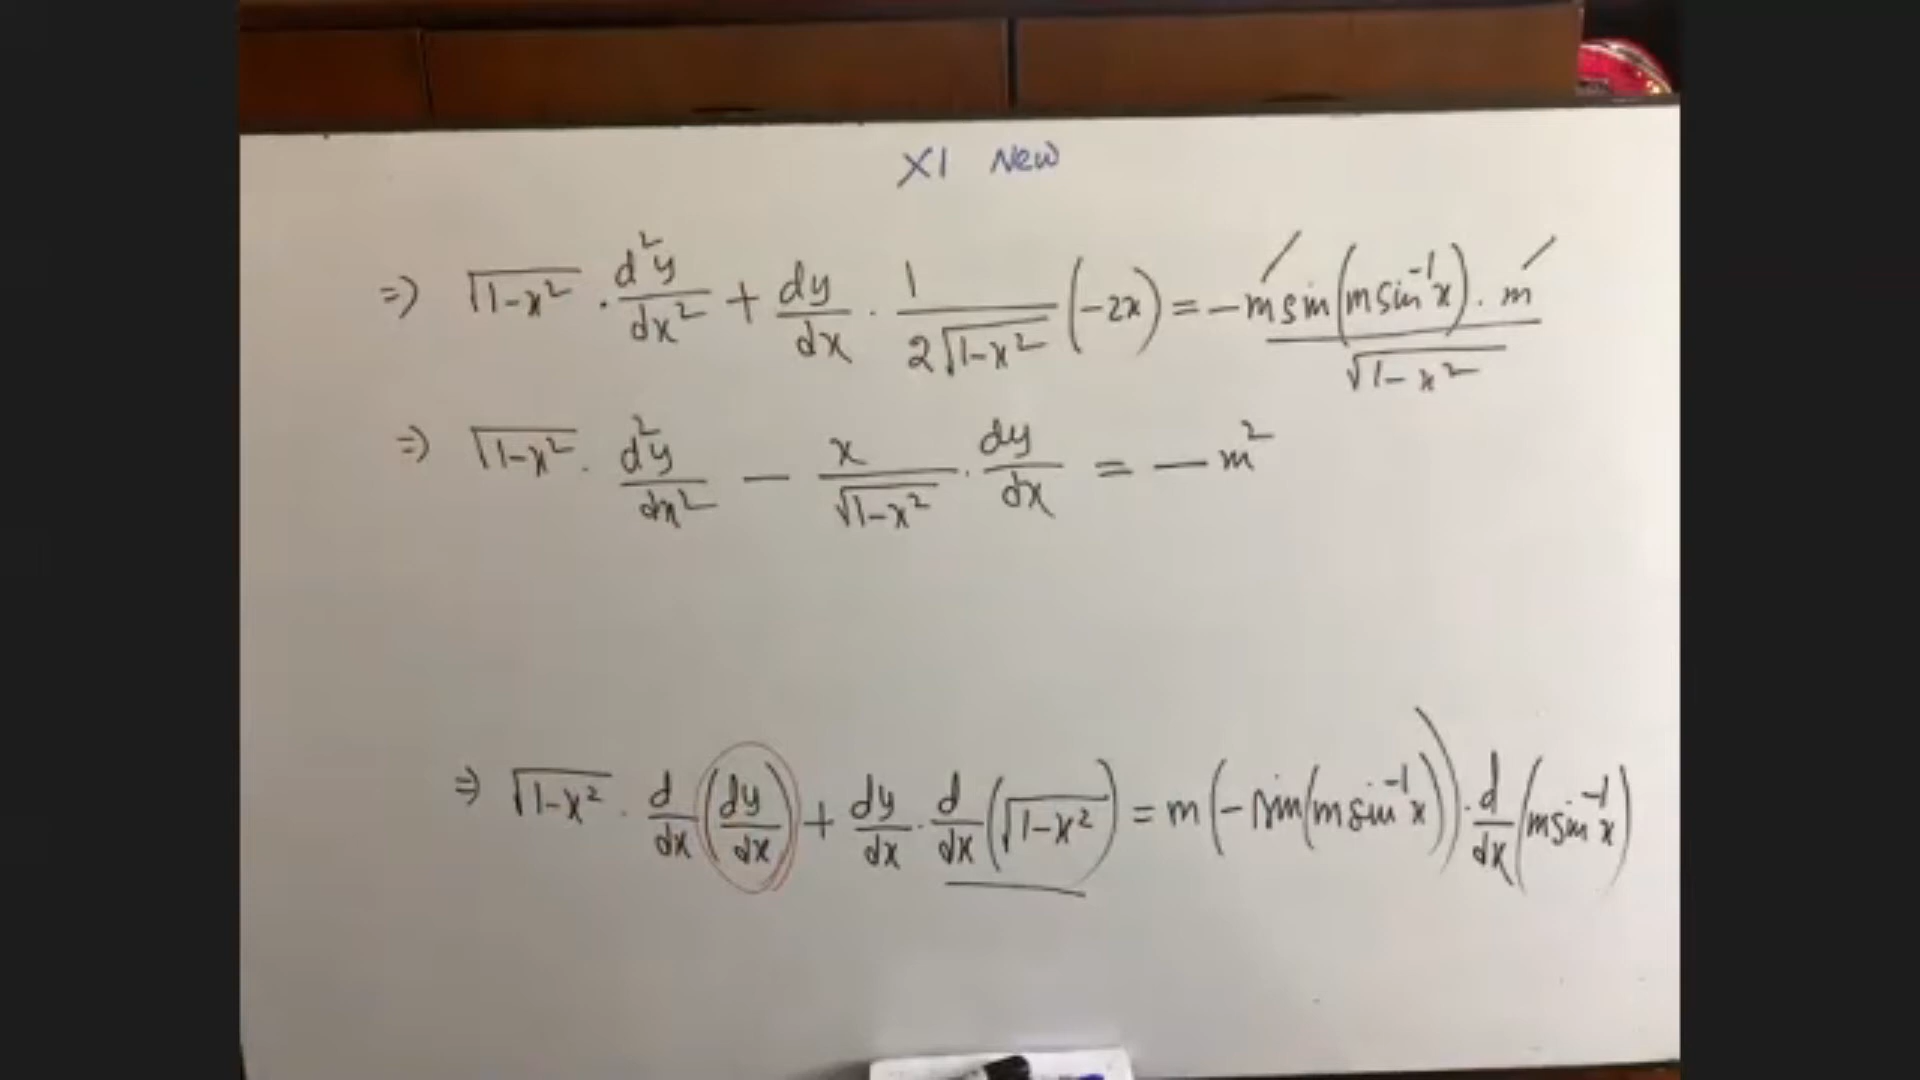 XI New
⇒ √(1-x²) · d²y/dx² + dy/dx · 1/(2√(1-x²)) (-2x) = - m sin(m sin⁻¹x) · m / √(1-x²)
⇒ √(1-x²) · d²y/dx² - x/√(1-x²) · dy/dx = - m²
⇒ √(1-x²) · d/dx (dy/dx) + dy/dx · d/dx (√(1-x²)) = m(- sin(m sin⁻¹x)) · d/dx (m sin⁻¹x)